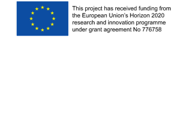 This project has received funding from
the European Union's Horizon 2020
research and innovation programme
under grant agreement No 776758